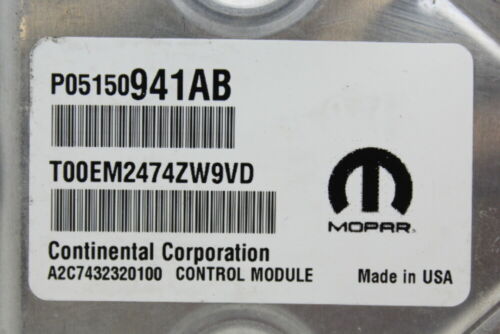 P05150941AB
T00EM2474ZW9VD
MOPAR
Continental Corporation
A2C7432320100 CONTROL MODULE Made in USA